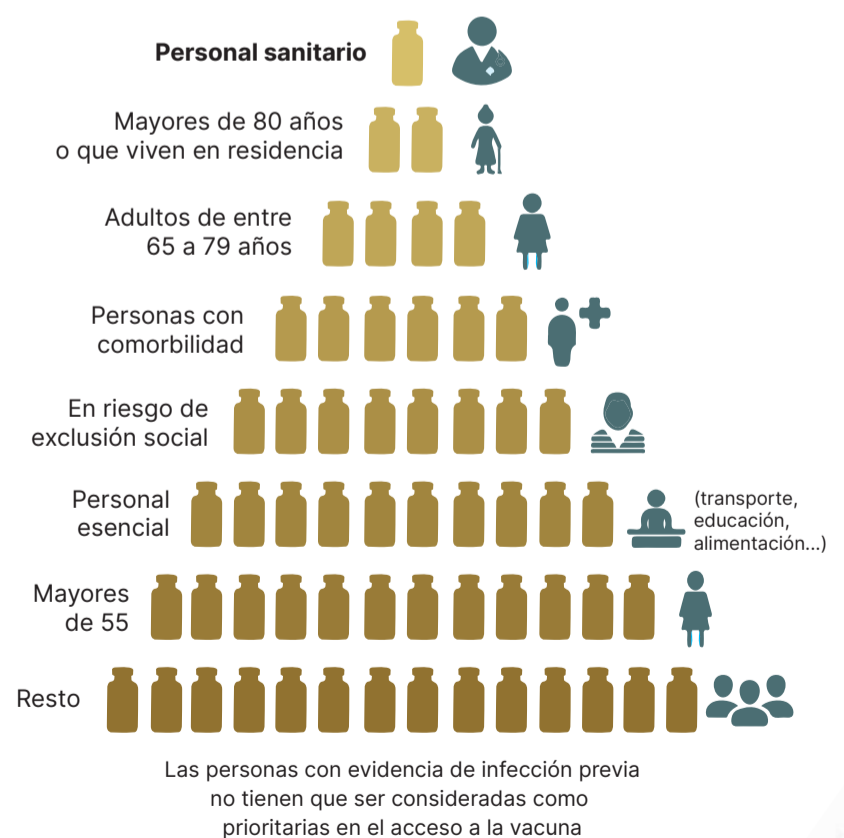 Personal sanitario
Mayores de 80 años
o que viven en residencia
Adultos de entre
65 a 79 años
Personas con
comorbilidad
En riesgo de
exclusión social
Personal
esencial
(transporte,
educación,
alimentación...)
Mayores
de 55
Resto
Las personas con evidencia de infección previa
no tienen que ser consideradas como
prioritarias en el acceso a la vacuna